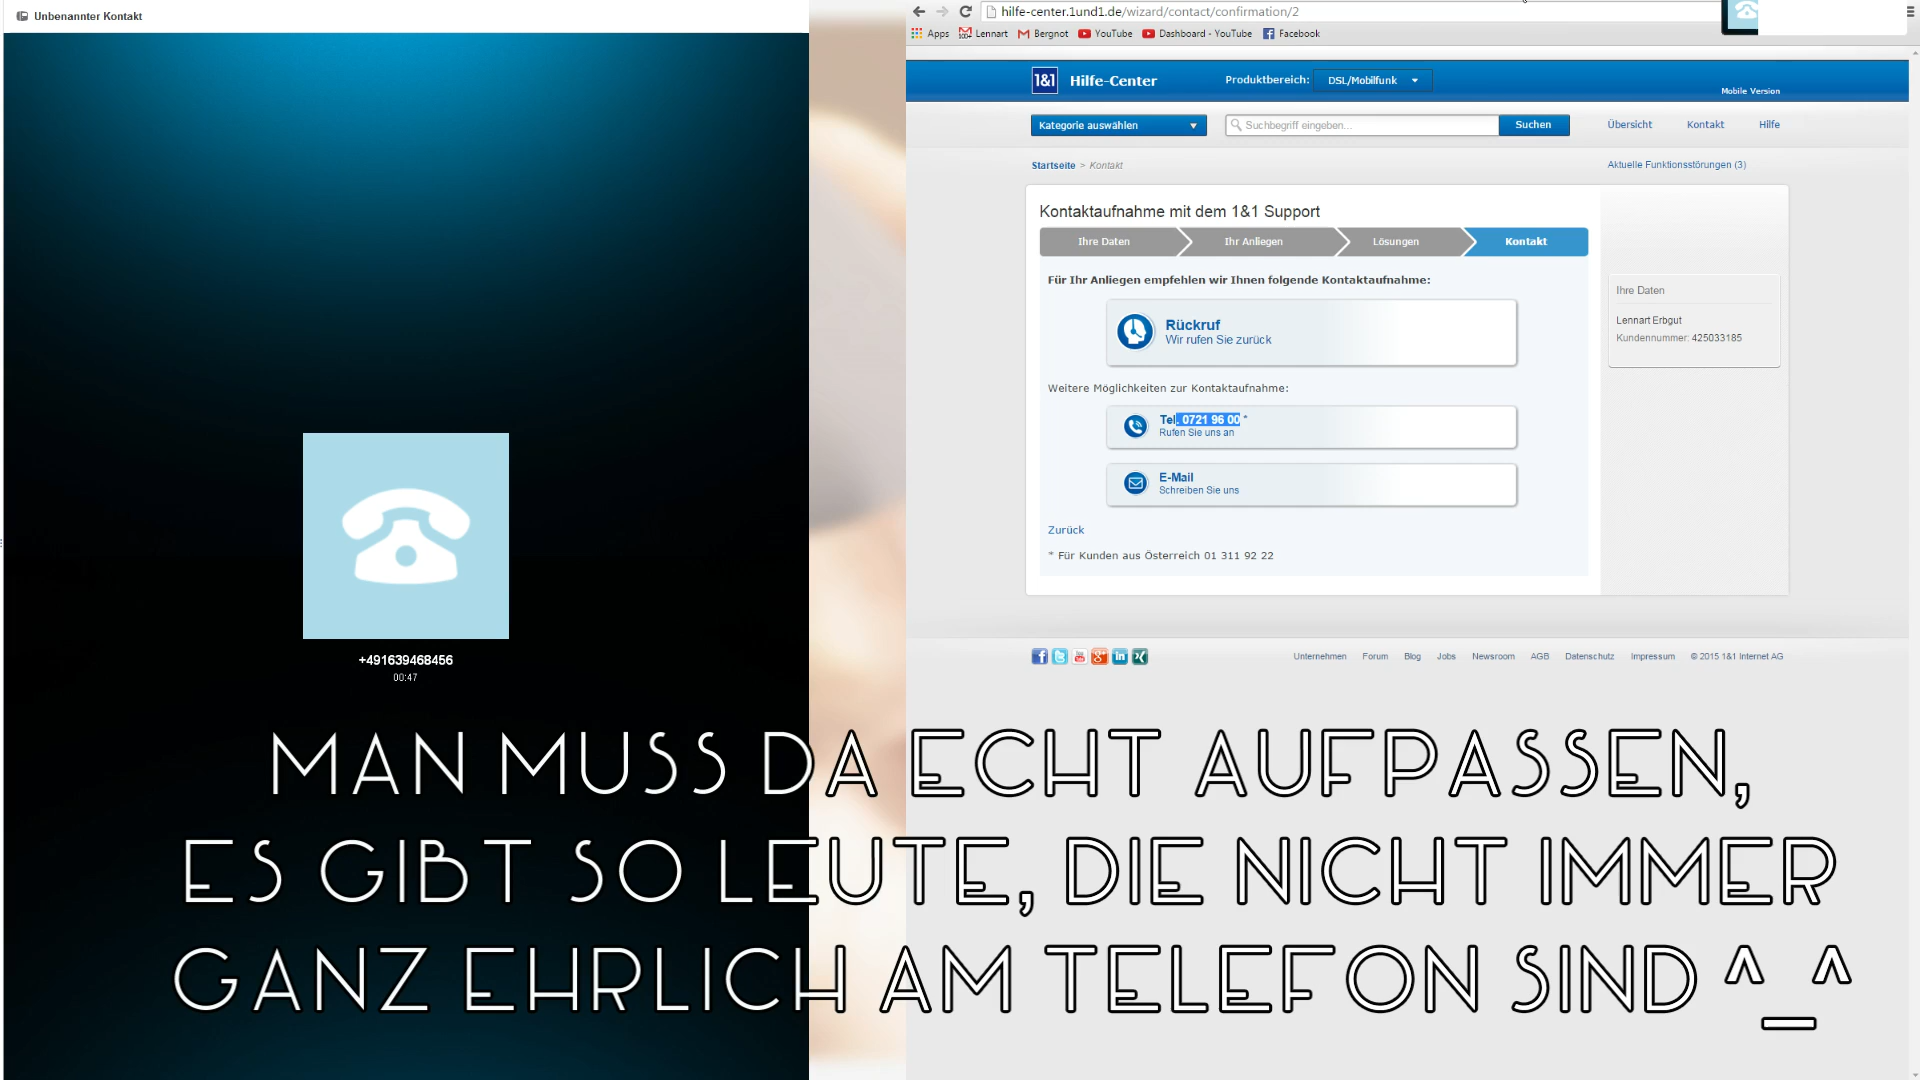 Unbenannter Kontakt
+491639468456
00:47
hilfe-center.1und1.de/wizard/contact/confirmation/2
Apps Lennart Bergnot YouTube Dashboard - YouTube Facebook
1&1 Hilfe-Center Produktbereich: DSL/Mobilfunk
Mobile Version
Kategorie auswählen Suchbegriff eingeben... Suchen Übersicht Kontakt Hilfe
Startseite > Kontakt Aktuelle Funktionsstörungen (3)
Kontaktaufnahme mit dem 1&1 Support
Ihre Daten Ihr Anliegen Lösungen Kontakt
Für Ihr Anliegen empfehlen wir Ihnen folgende Kontaktaufnahme:
Rückruf
Wir rufen Sie zurück
Weitere Möglichkeiten zur Kontaktaufnahme:
Tel. 0721 96 00 *
Rufen Sie uns an
E-Mail
Schreiben Sie uns
Zurück
* Für Kunden aus Österreich 01 311 92 22
Ihre Daten
Lennart Erbgut
Kundennummer: 425033185
Unternehmen Forum Blog Jobs Newsroom AGB Datenschutz Impressum © 2015 1&1 Internet AG
MAN MUSS DA ECHT AUFPASSEN,
ES GIBT SO LEUTE, DIE NICHT IMMER
GANZ EHRLICH AM TELEFON SIND ^_^